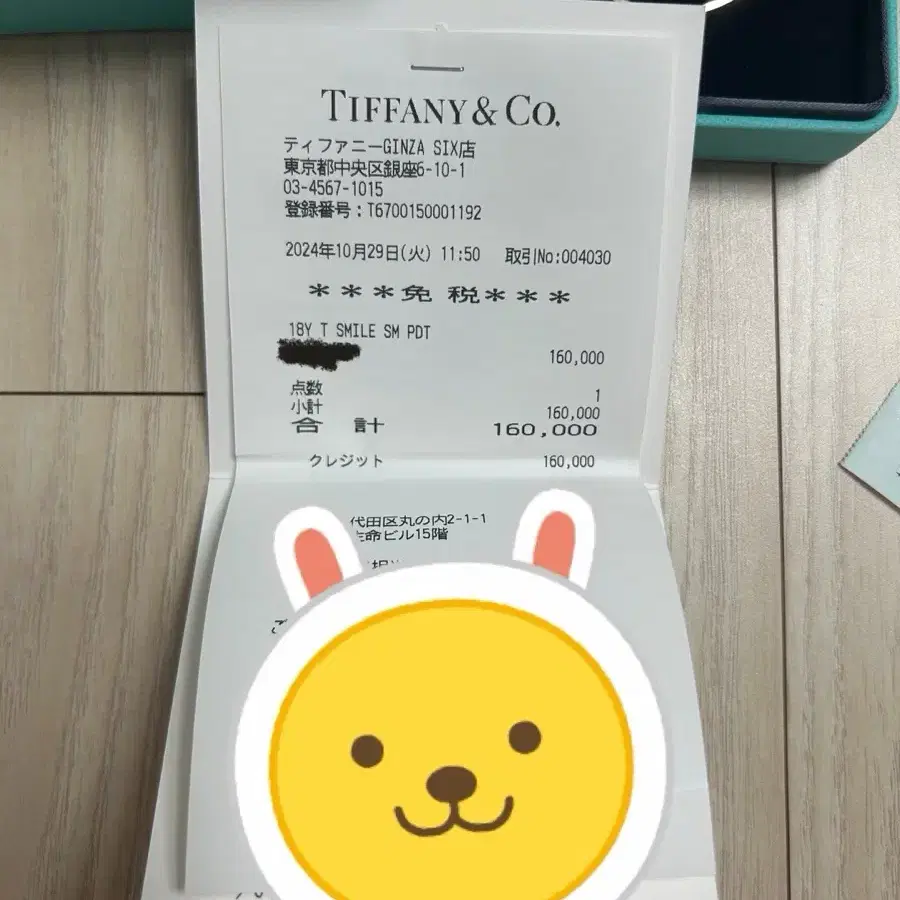 TIFFANY & CO.
ティファニーGINZA SIX店
東京都中央区銀座6-10-1
03-4567-1015
登録番号：T6700150001192
2024年10月29日(火) 11:50 取引No:004030
***免 税***
18Y T SMILE SM PDT
160,000
点数 1
小計 160,000
合 計 160,000
クレジット 160,000
代田区丸の内2-1-1
生命ビル15階